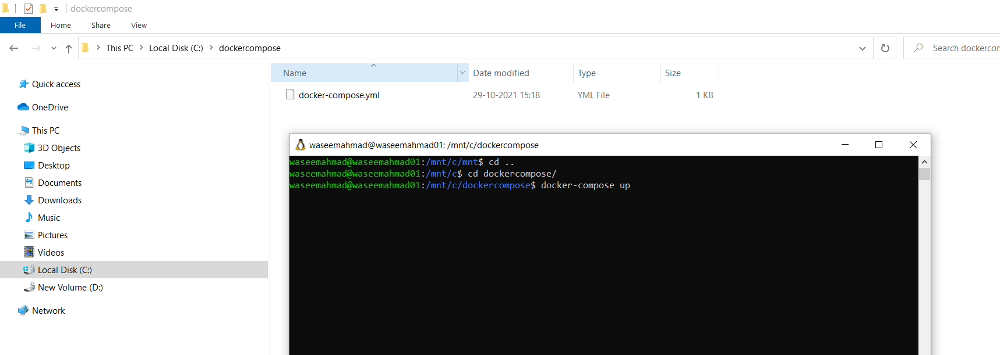 dockercompose
File Home Share View
This PC Local Disk (C:) dockercompose
Search dockercom
Name Date modified Type Size
docker-compose.yml 29-10-2021 15:18 YML File 1 KB
Quick access
OneDrive
This PC
3D Objects
Desktop
Documents
Downloads
Music
Pictures
Videos
Local Disk (C:)
New Volume (D:)
Network
waseemahmad@waseemahmad01: /mnt/c/dockercompose
waseemahmad@waseemahmad01:/mnt/c/mnt$ cd ..
waseemahmad@waseemahmad01:/mnt/c$ cd dockercompose/
waseemahmad@waseemahmad01:/mnt/c/dockercompose$ docker-compose up